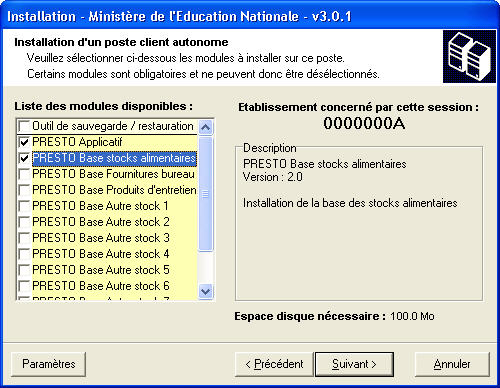 Installation - Ministère de l'Education Nationale - v3.0.1
Installation d'un poste client autonome
Veuillez sélectionner ci-dessous les modules à installer sur ce poste.
Certains modules sont obligatoires et ne peuvent donc être désélectionnés.
Liste des modules disponibles :
Outil de sauvegarde / restauration
PRESTO Applicatif
PRESTO Base stocks alimentaires
PRESTO Base Fournitures bureau
PRESTO Base Produits d'entretien
PRESTO Base Autre stock 1
PRESTO Base Autre stock 2
PRESTO Base Autre stock 3
PRESTO Base Autre stock 4
PRESTO Base Autre stock 5
PRESTO Base Autre stock 6
PRESTO Base Autre stock 7
Etablissement concerné par cette session :
0000000A
Description
PRESTO Base stocks alimentaires
Version : 2.0
Installation de la base des stocks alimentaires
Espace disque nécessaire : 100.0 Mo
Paramètres
< Précédent
Suivant >
Annuler